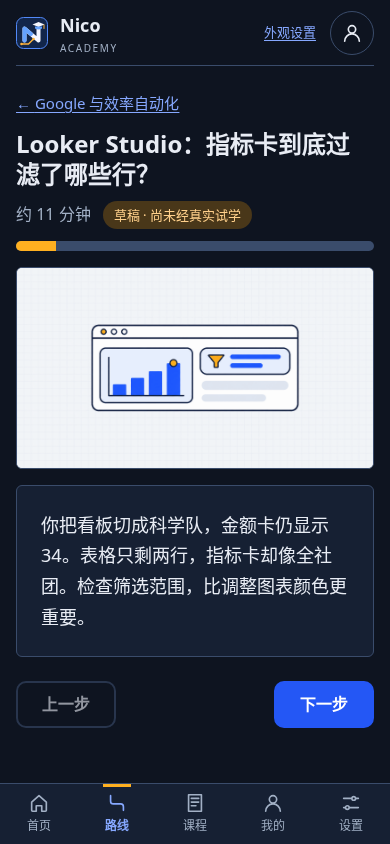 Nico
ACADEMY
外观设置
← Google 与效率自动化
Looker Studio：指标卡到底过
滤了哪些行？
约 11 分钟
草稿 · 尚未经真实试学
你把看板切成科学队，金额卡仍显示
34。表格只剩两行，指标卡却像全社
团。检查筛选范围，比调整图表颜色更
重要。
上一步
下一步
首页
路线
课程
我的
设置